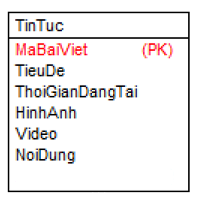 TinTuc
MaBaiViet (PK)
TieuDe
ThoiGianDangTai
HinhAnh
Video
NoiDung